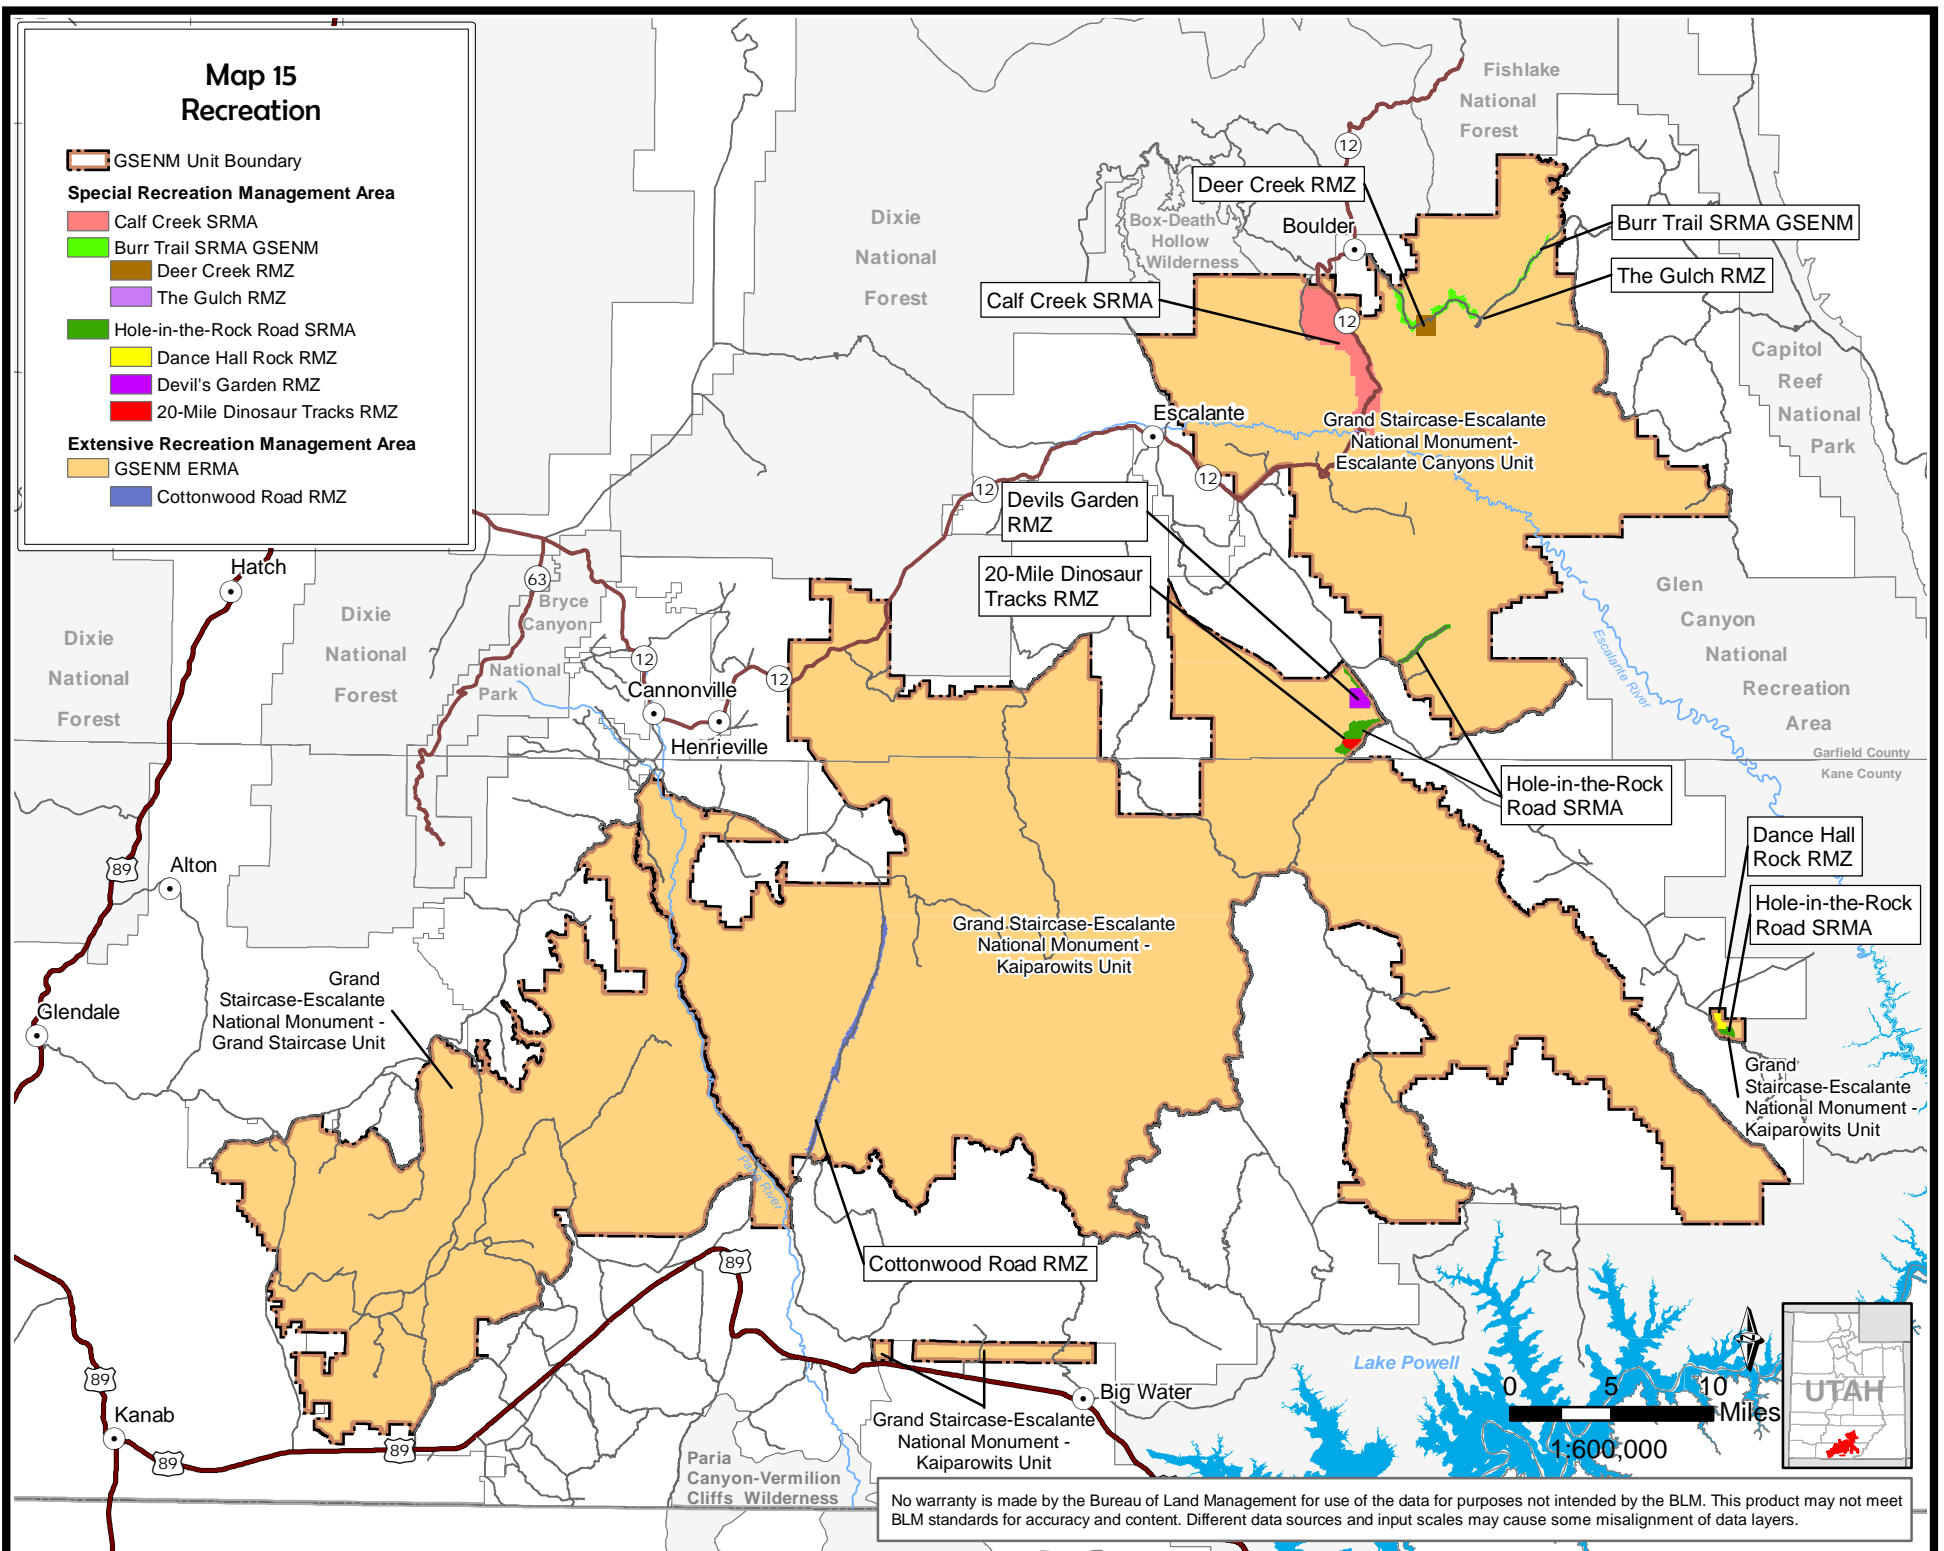 Map 15
Recreation
GSENM Unit Boundary
Special Recreation Management Area
Calf Creek SRMA
Burr Trail SRMA GSENM
Deer Creek RMZ
The Gulch RMZ
Hole-in-the-Rock Road SRMA
Dance Hall Rock RMZ
Devil's Garden RMZ
20-Mile Dinosaur Tracks RMZ
Extensive Recreation Management Area
GSENM ERMA
Cottonwood Road RMZ
Fishlake
National
Forest
12
Deer Creek RMZ
Boulder
Box-Death
Hollow
Wilderness
Burr Trail SRMA GSENM
The Gulch RMZ
Dixie
National
Forest
Calf Creek SRMA
12
Capitol
Reef
National
Park
Escalante
Grand Staircase-Escalante
National Monument-
Escalante Canyons Unit
12
12
Devils Garden
RMZ
20-Mile Dinosaur
Tracks RMZ
Hatch
63
Bryce
Canyon
National
Park
Dixie
National
Forest
Dixie
National
Forest
12
12
Cannonville
Henrieville
Glen
Canyon
National
Recreation
Area
Escalante River
Garfield County
Kane County
Hole-in-the-Rock
Road SRMA
Dance Hall
Rock RMZ
Hole-in-the-Rock
Road SRMA
89
Alton
Glendale
Grand
Staircase-Escalante
National Monument -
Grand Staircase Unit
Grand Staircase-Escalante
National Monument -
Kaiparowits Unit
Grand
Staircase-Escalante
National Monument -
Kaiparowits Unit
Paria River
Cottonwood Road RMZ
89
89
Kanab
89
89
Big Water
Grand Staircase-Escalante
National Monument -
Kaiparowits Unit
Paria
Canyon-Vermilion
Cliffs Wilderness
Lake Powell
0 5 10
Miles
1:600,000
N
UTAH
No warranty is made by the Bureau of Land Management for use of the data for purposes not intended by the BLM. This product may not meet
BLM standards for accuracy and content. Different data sources and input scales may cause some misalignment of data layers.